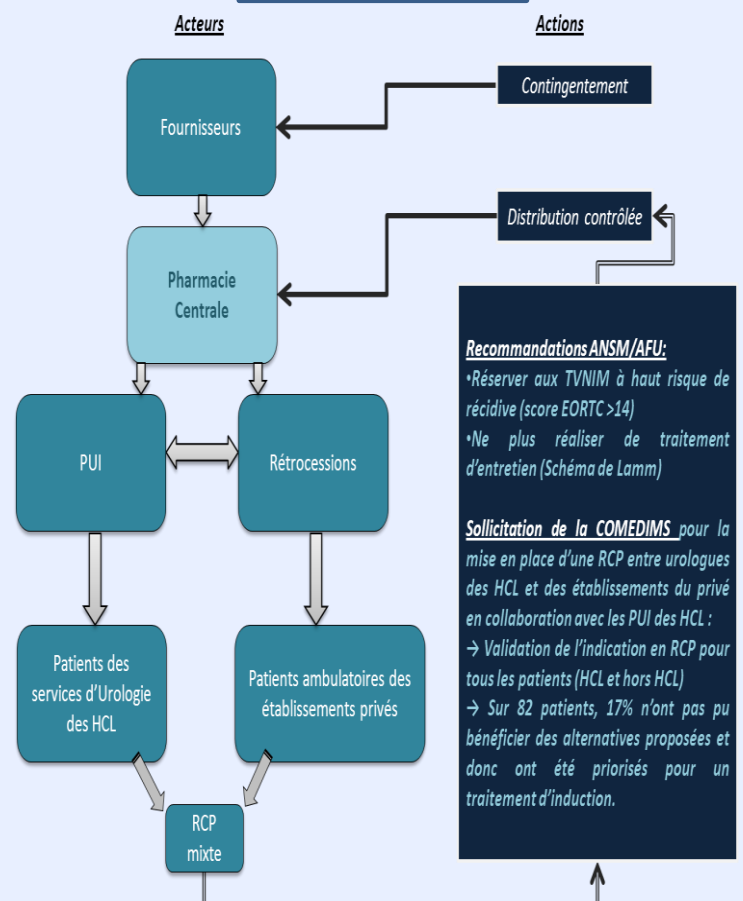 Acteurs
Actions
Fournisseurs
Contingentement
Pharmacie
Centrale
Distribution contrôlée
PUI
Rétrocessions
Patients des
services d'Urologie
des HCL
Patients ambulatoires des
établissements privés
RCP
mixte
Recommandations ANSM/AFU:
•Réserver aux TVNIM à haut risque de
récidive (score EORTC >14)
•Ne plus réaliser de traitement
d'entretien (Schéma de Lamm)
Sollicitation de la COMEDIMS pour la
mise en place d'une RCP entre urologues
des HCL et des établissements du privé
en collaboration avec les PUI des HCL :
→ Validation de l'indication en RCP pour
tous les patients (HCL et hors HCL)
→ Sur 82 patients, 17% n'ont pas pu
bénéficier des alternatives proposées et
donc ont été priorisés pour un
traitement d'induction.